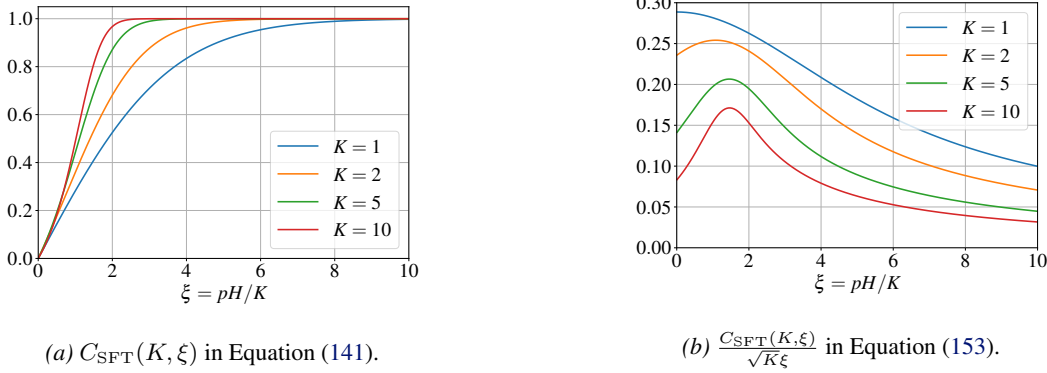 1.0
0.8
0.6
0.4
0.2
0.0
0 2 4 6 8 10
ξ = pH/K
K = 1
K = 2
K = 5
K = 10
(a) C_SFT(K, ξ) in Equation (141).
0.30
0.25
0.20
0.15
0.10
0.05
0.00
0 2 4 6 8 10
ξ = pH/K
K = 1
K = 2
K = 5
K = 10
(b) C_SFT(K,ξ)/√Kξ in Equation (153).